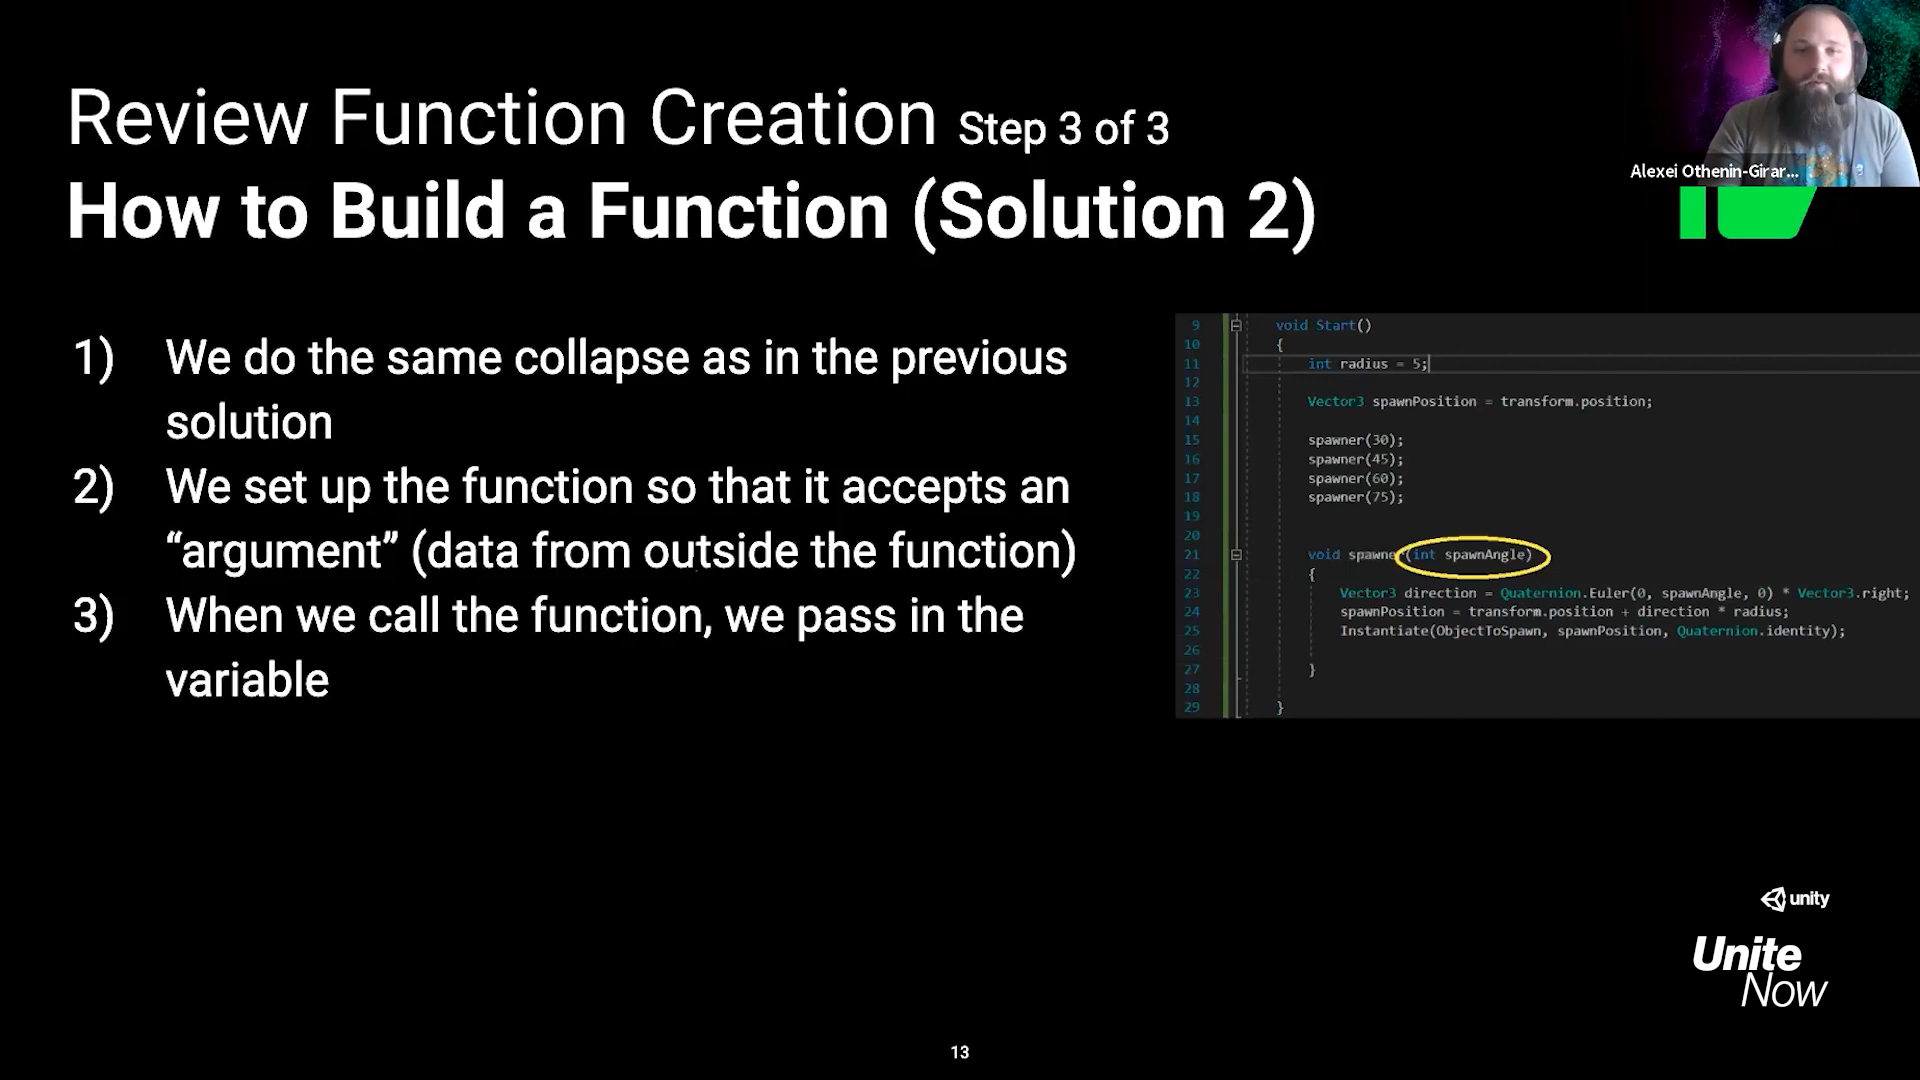 Review Function Creation Step 3 of 3
How to Build a Function (Solution 2)
Alexei Othenin-Girar...
1) We do the same collapse as in the previous
solution
2) We set up the function so that it accepts an
“argument” (data from outside the function)
3) When we call the function, we pass in the
variable
9 void Start()
10 {
11 int radius = 5;
12
13 Vector3 spawnPosition = transform.position;
14
15 spawner(30);
16 spawner(45);
17 spawner(60);
18 spawner(75);
19
20
21 void spawner(int spawnAngle)
22 {
23 Vector3 direction = Quaternion.Euler(0, spawnAngle, 0) * Vector3.right;
24 spawnPosition = transform.position + direction * radius;
25 Instantiate(ObjectToSpawn, spawnPosition, Quaternion.identity);
26
27 }
28
29 }
unity
Unite
Now
13